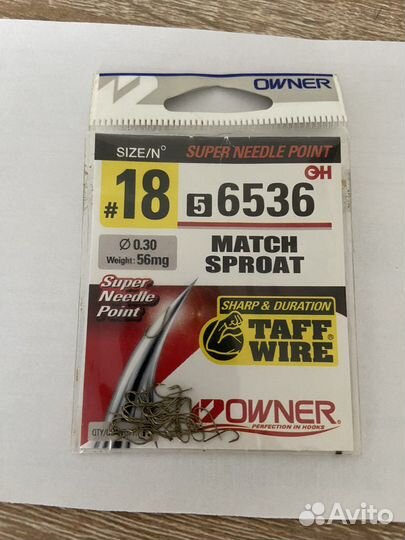 OWNER
SIZE/N°
SUPER NEEDLE POINT
#18
5 6536
OH
Ø 0.30
Weight: 56mg
MATCH
SPROAT
Super
Needle
Point
SHARP & DURATION
TAFF
WIRE
OWNER
PERFECTION IN HOOKS
Avito